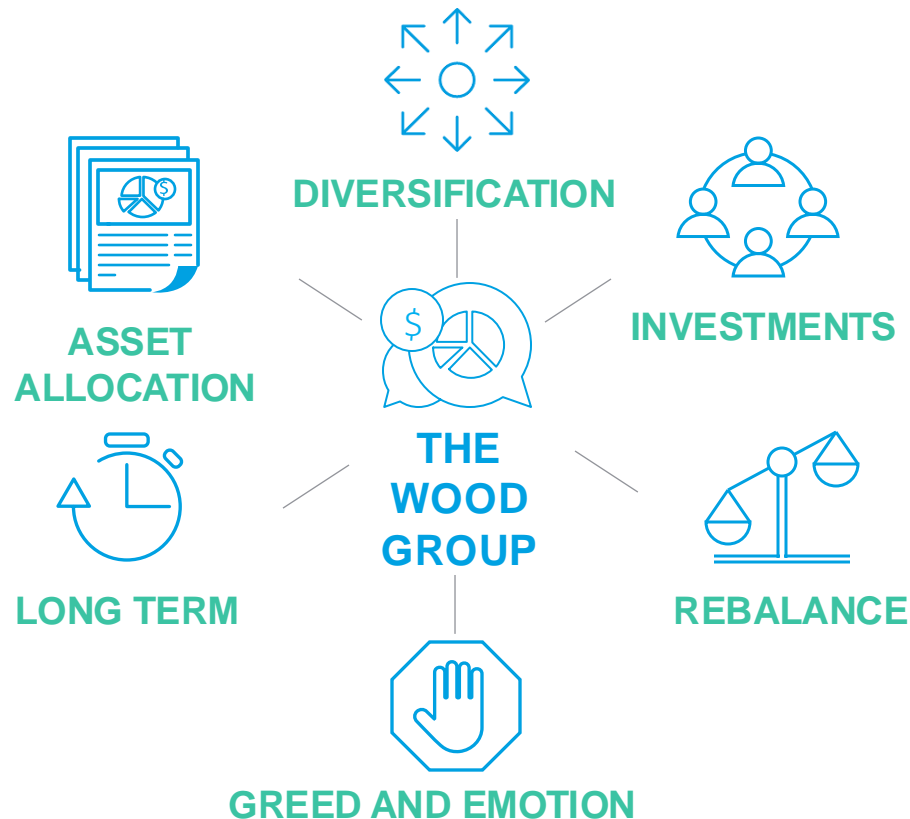 DIVERSIFICATION
ASSET
ALLOCATION
$
INVESTMENTS
$
THE
WOOD
GROUP
LONG TERM
REBALANCE
GREED AND EMOTION